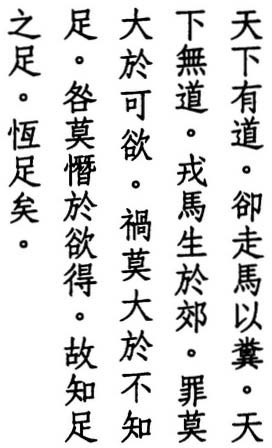 天下有道。卻走馬以糞。天
下無道。戎馬生於郊。罪莫
大於可欲。禍莫大於不知
足。咎莫憯於欲得。故知足
之足。恆足矣。